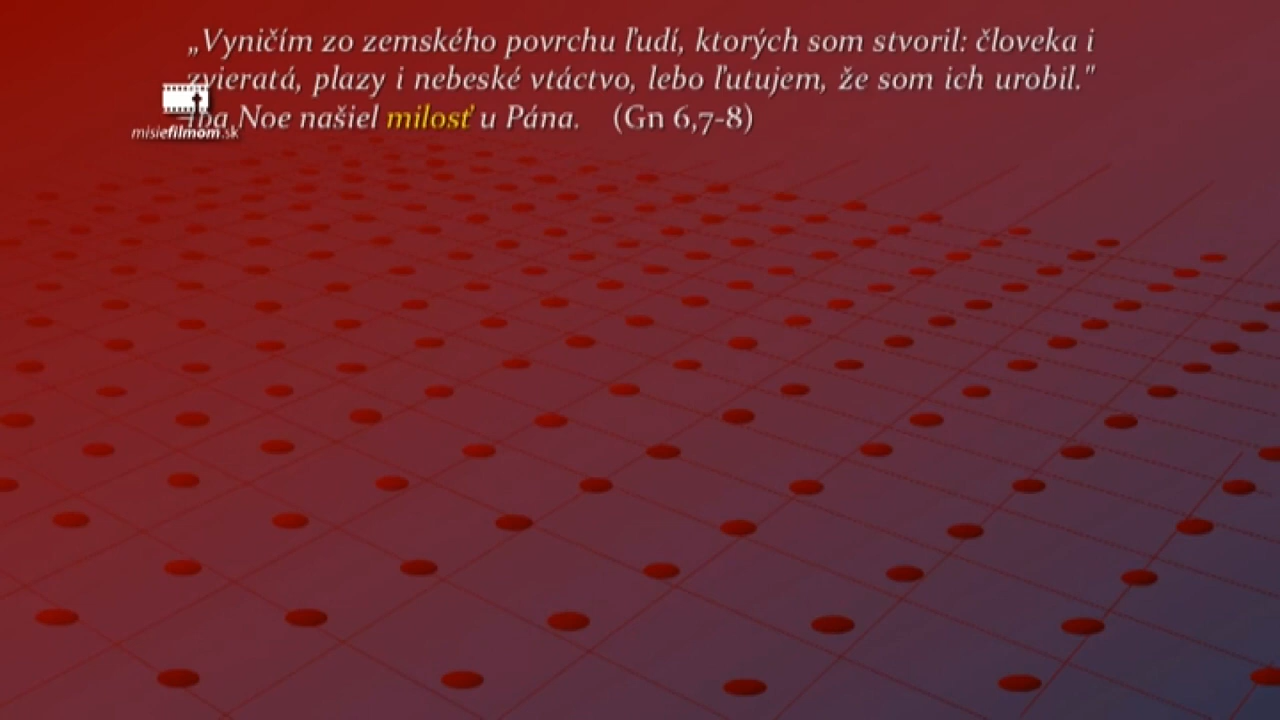 „Vyničím zo zemského povrchu ľudí, ktorých som stvoril: človeka i
zvieratá, plazy i nebeské vtáctvo, lebo ľutujem, že som ich urobil."
Iba Noe našiel milosť u Pána. (Gn 6,7-8)
misiefilmom.sk